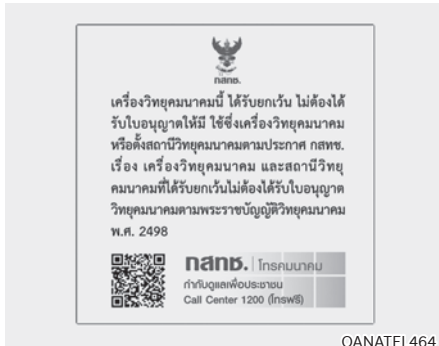 กสทช.
เครื่องวิทยุคมนาคมนี้ ได้รับยกเว้น ไม่ต้องได้
รับใบอนุญาตให้มี ใช้ซึ่งเครื่องวิทยุคมนาคม
หรือตั้งสถานีวิทยุคมนาคมตามประกาศ กสทช.
เรื่อง เครื่องวิทยุคมนาคม และสถานีวิทยุ
คมนาคมที่ได้รับยกเว้นไม่ต้องได้รับใบอนุญาต
วิทยุคมนาคมตามพระราชบัญญัติวิทยุคมนาคม
พ.ศ. 2498
กสทช. | โทรคมนาคม
กำกับดูแลเพื่อประชาชน
Call Center 1200 (โทรฟรี)
OANATEL464